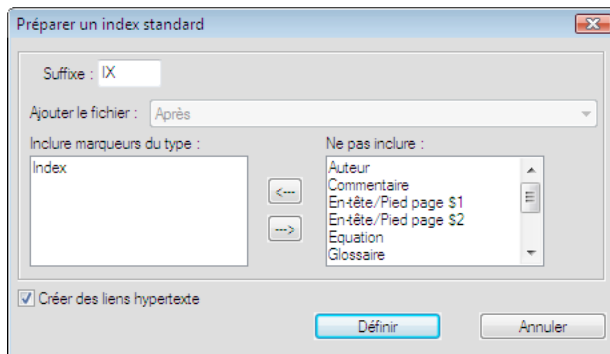 Préparer un index standard
Suffixe : IX
Ajouter le fichier : Après
Inclure marqueurs du type : Ne pas inclure :
Index
Auteur
Commentaire
En-tête/Pied page $1
En-tête/Pied page $2
Equation
Glossaire
<---
--->
Créer des liens hypertexte
Définir Annuler